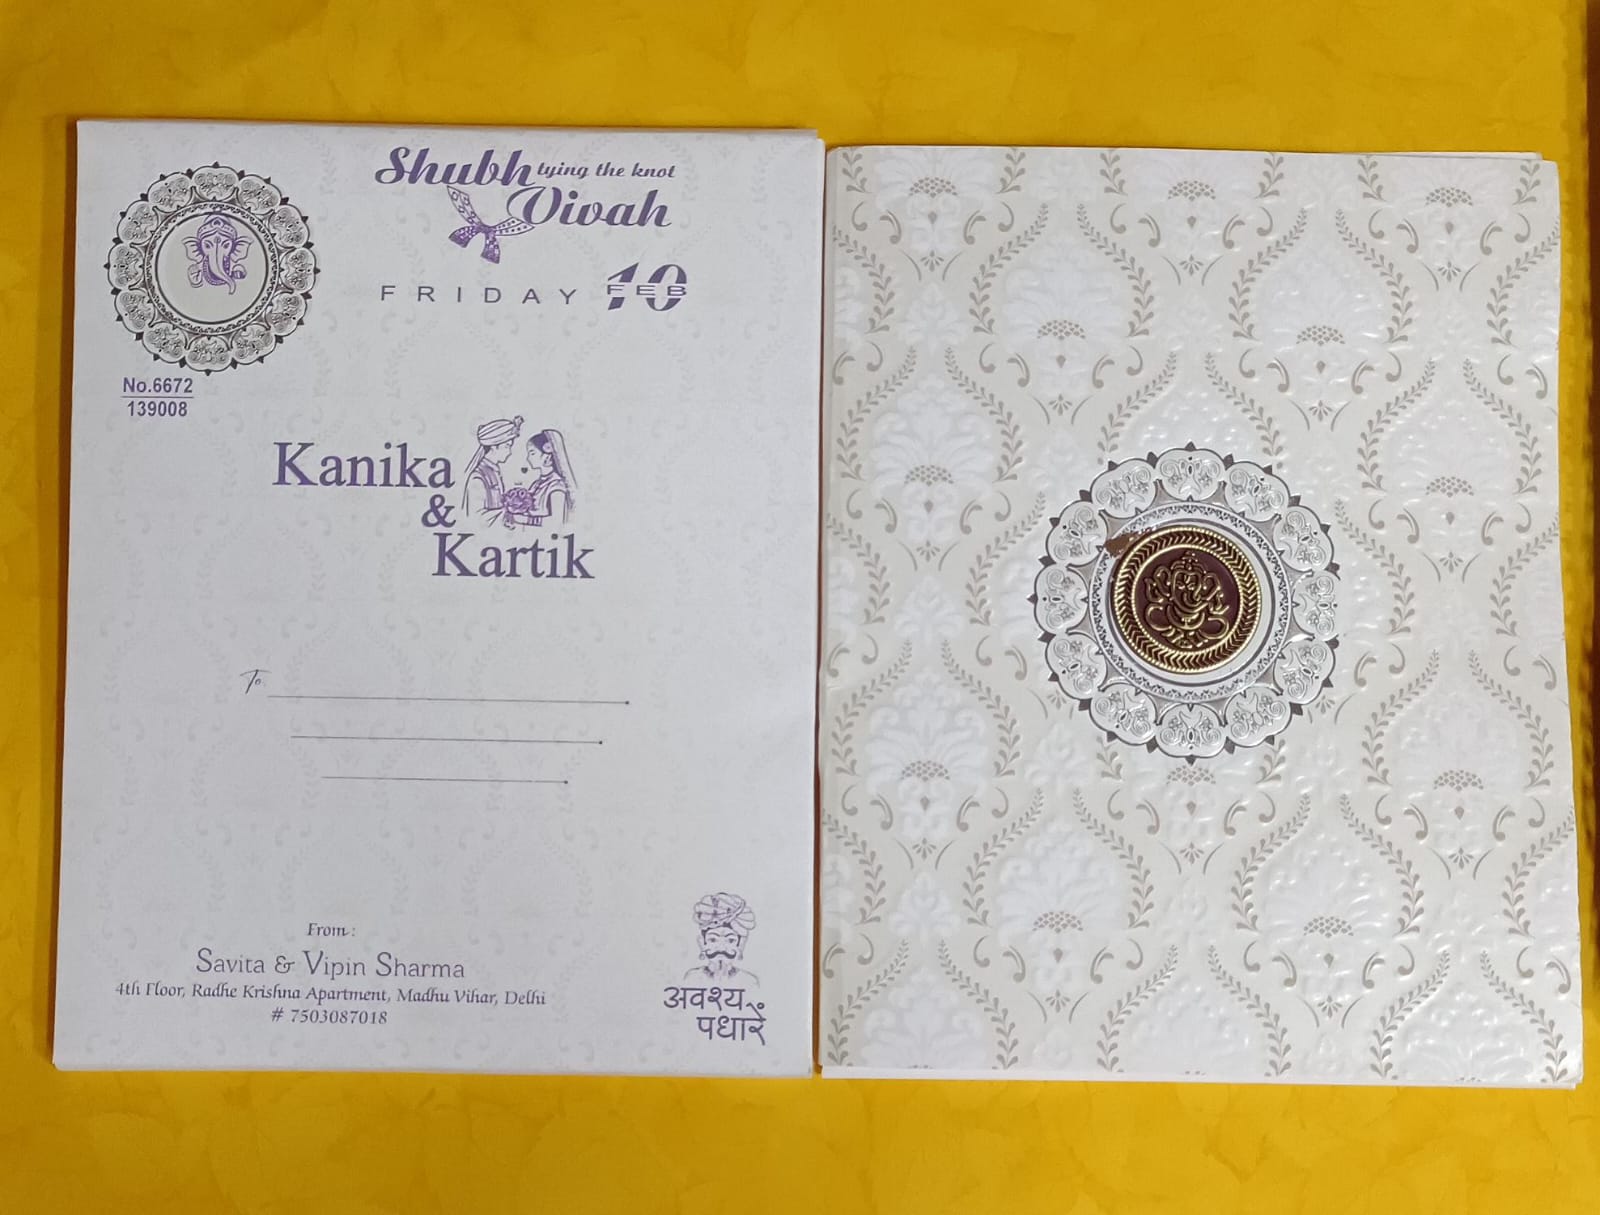 Shubh tying the knot
Vivah
FRIDAY 10 FEB
No.6672
139008
Kanika
&
Kartik
To.
From :
Savita & Vipin Sharma
4th Floor, Radhe Krishna Apartment, Madhu Vihar, Delhi
# 7503087018
अवश्य
पधारें